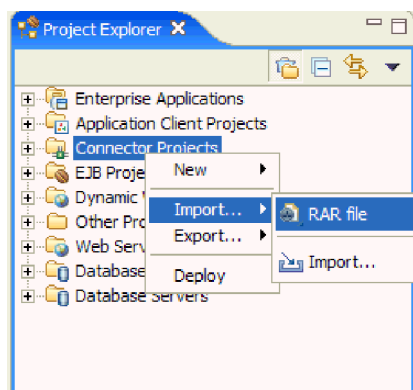 Project Explorer
Enterprise Applications
Application Client Projects
Connector Projects
EJB Proje
Dynamic
Other Pro
Web Serv
Database
Database Servers
New
Import...
Export...
Deploy
RAR file
Import...